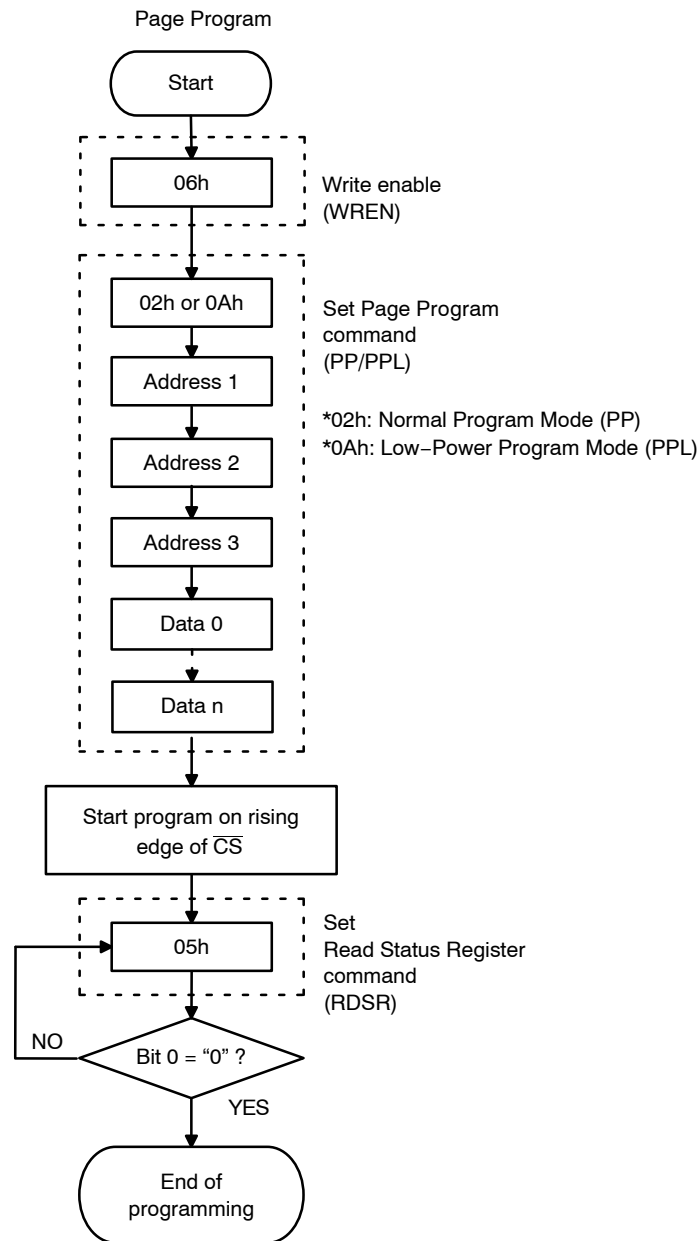 Page Program
Start
06h
Write enable
(WREN)
02h or 0Ah
Set Page Program
command
(PP/PPL)
Address 1
*02h: Normal Program Mode (PP)
*0Ah: Low−Power Program Mode (PPL)
Address 2
Address 3
Data 0
Data n
Start program on rising
edge of C̅S̅
05h
Set
Read Status Register
command
(RDSR)
NO
Bit 0 = “0” ?
YES
End of
programming